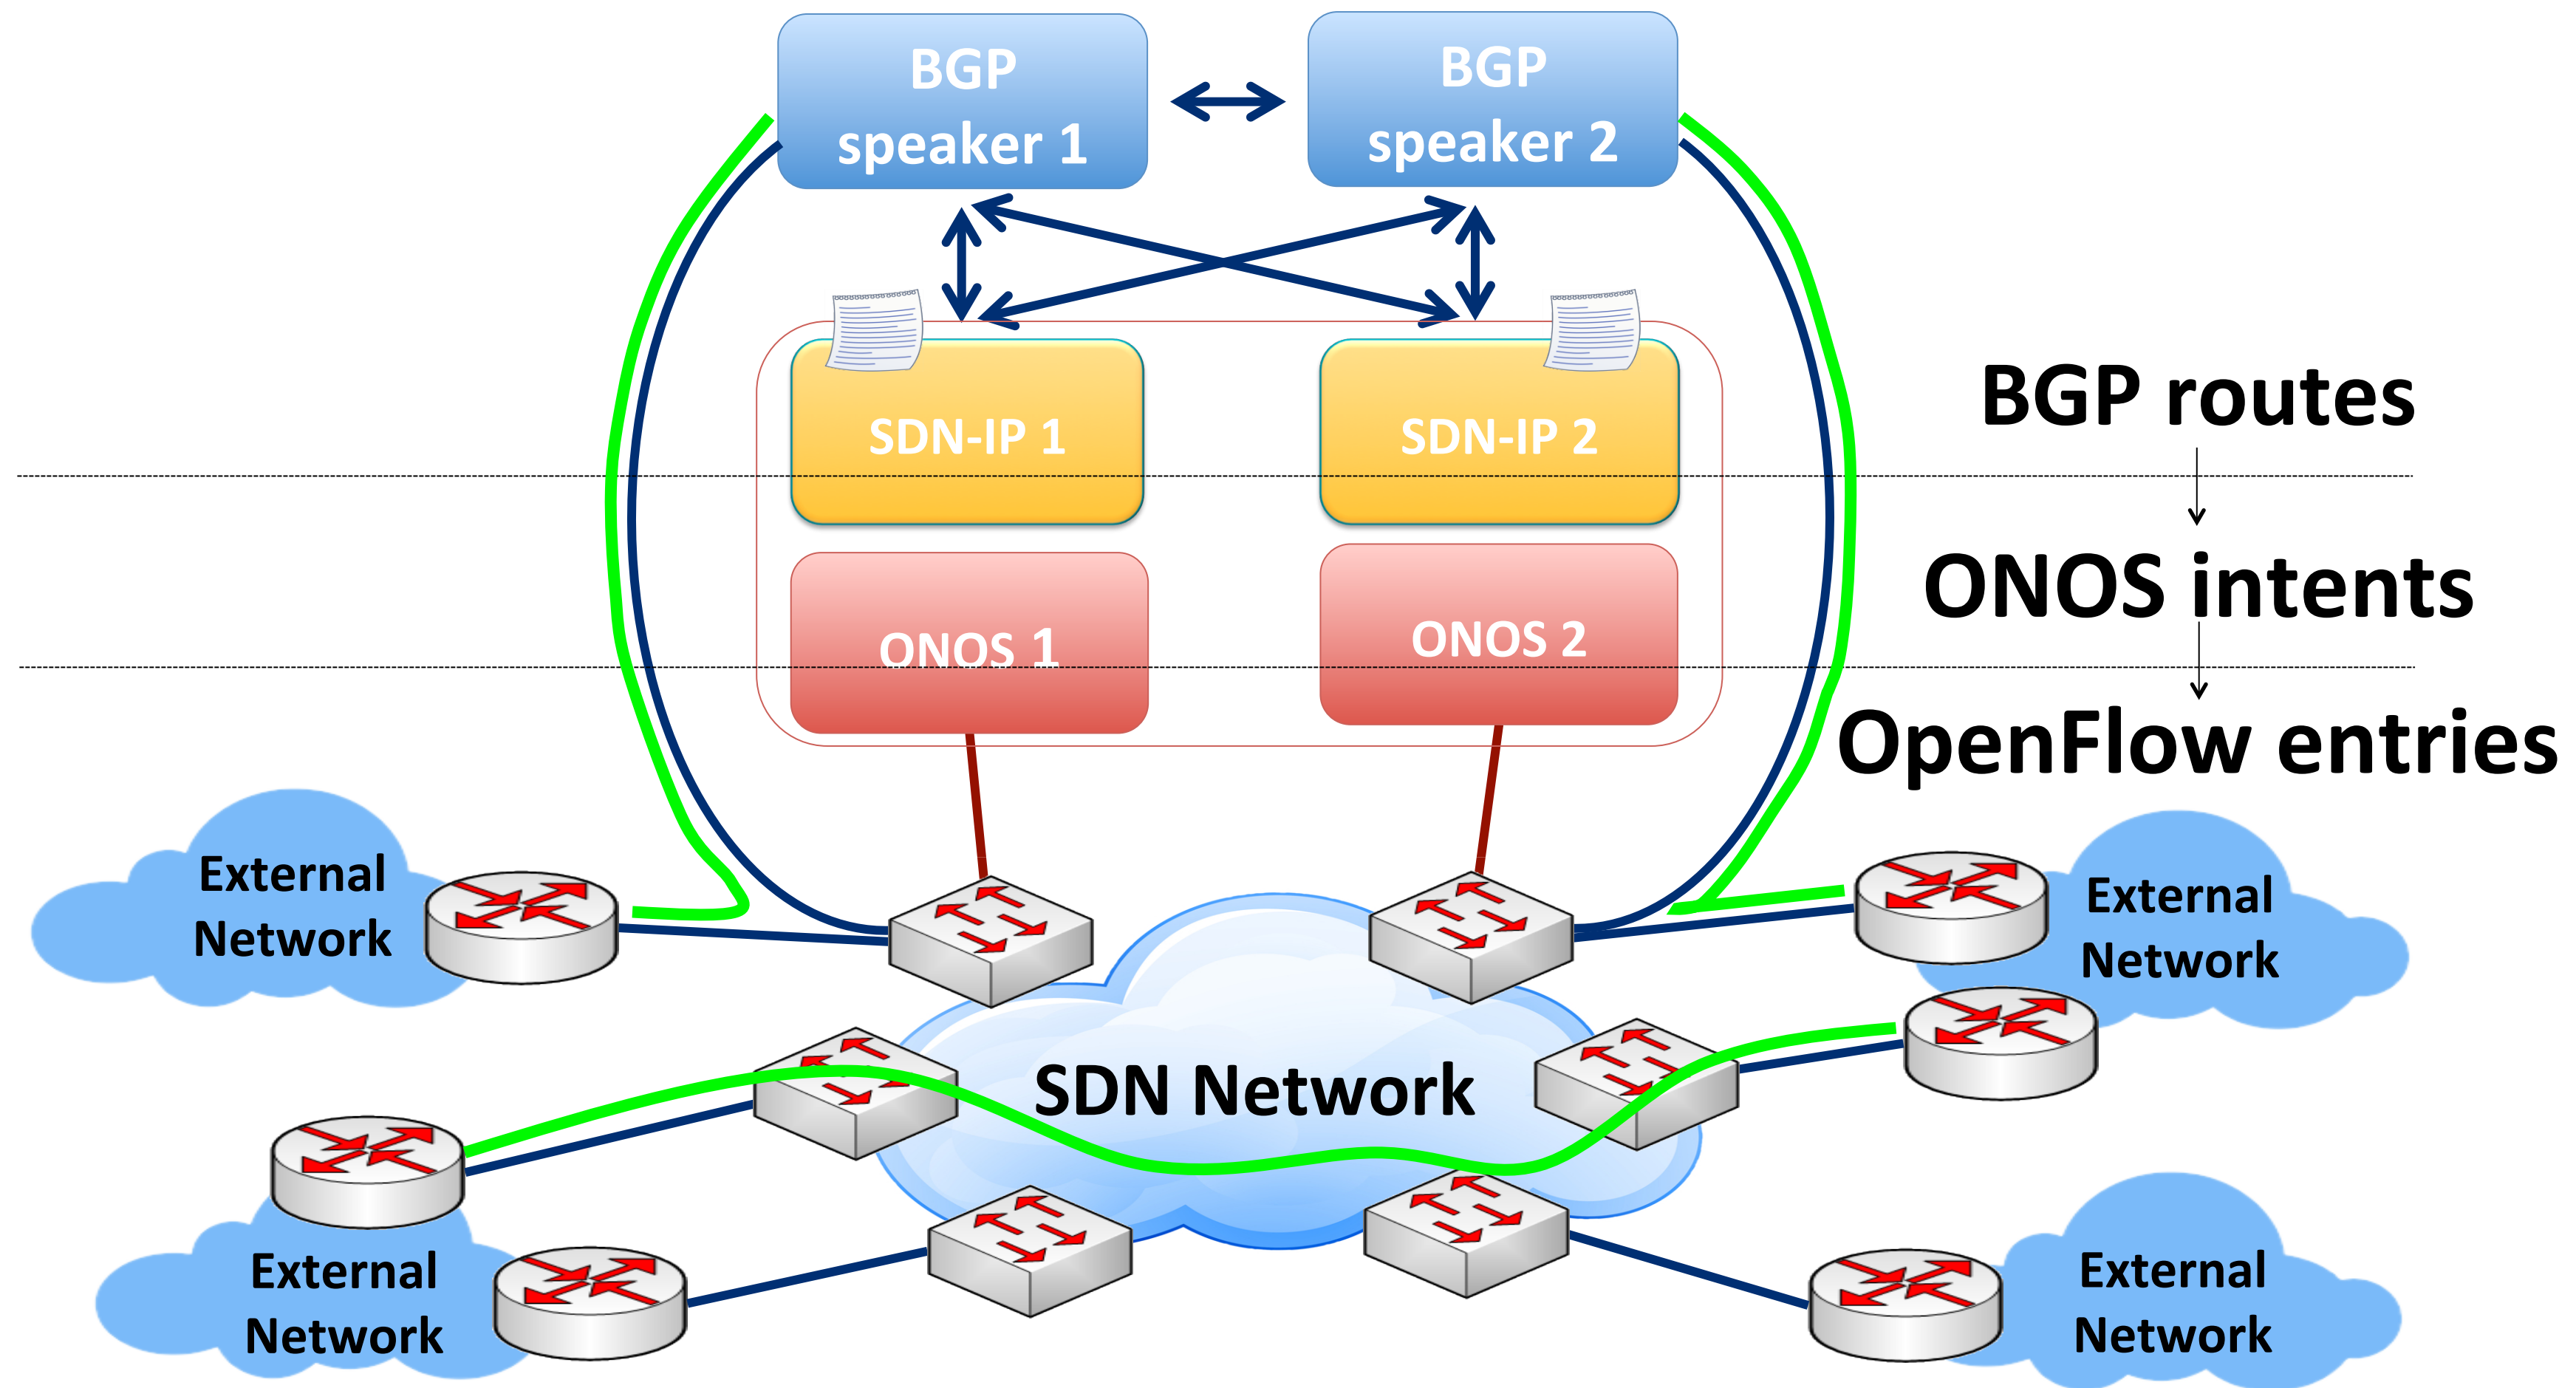 BGP
speaker 1
BGP
speaker 2
SDN-IP 1
SDN-IP 2
BGP routes
ONOS 1
ONOS 2
ONOS intents
OpenFlow entries
External
Network
External
Network
SDN Network
External
Network
External
Network